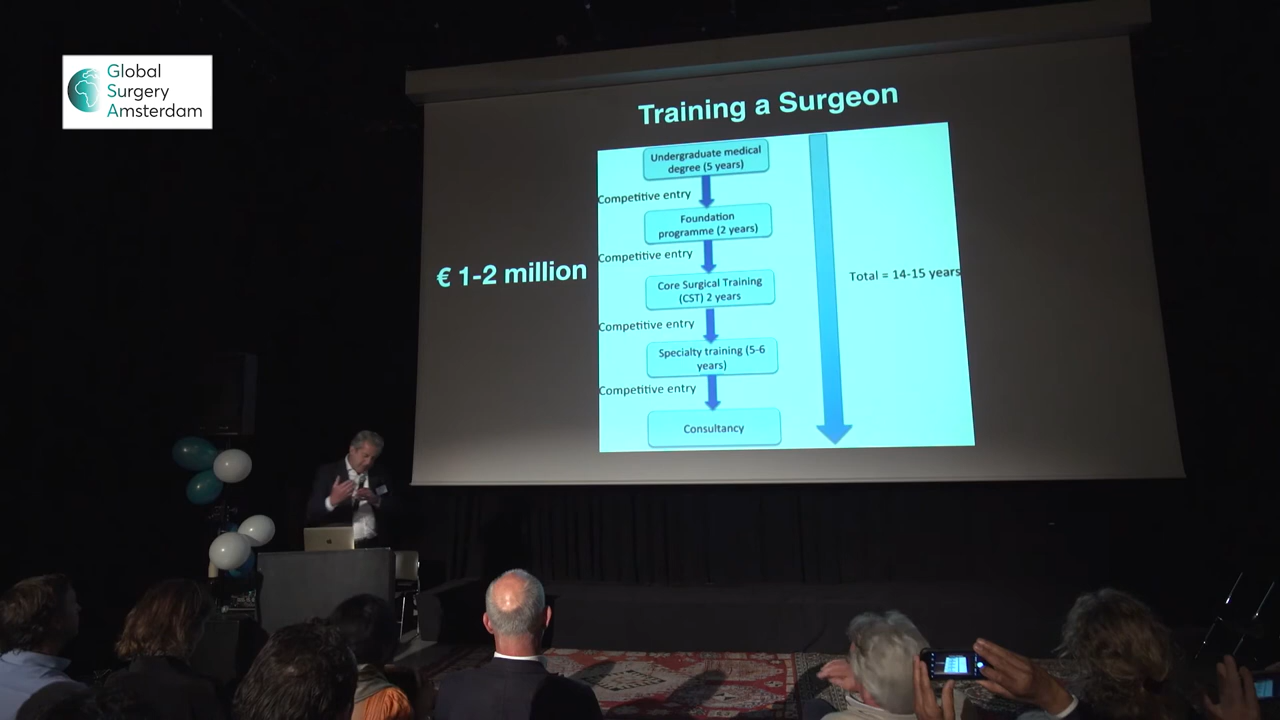 Global
Surgery
Amsterdam
Training a Surgeon
€ 1-2 million
Undergraduate medical
degree (5 years)
Competitive entry
Foundation
programme (2 years)
Competitive entry
Core Surgical Training
(CST) 2 years
Competitive entry
Specialty training (5-6
years)
Competitive entry
Consultancy
Total = 14-15 years